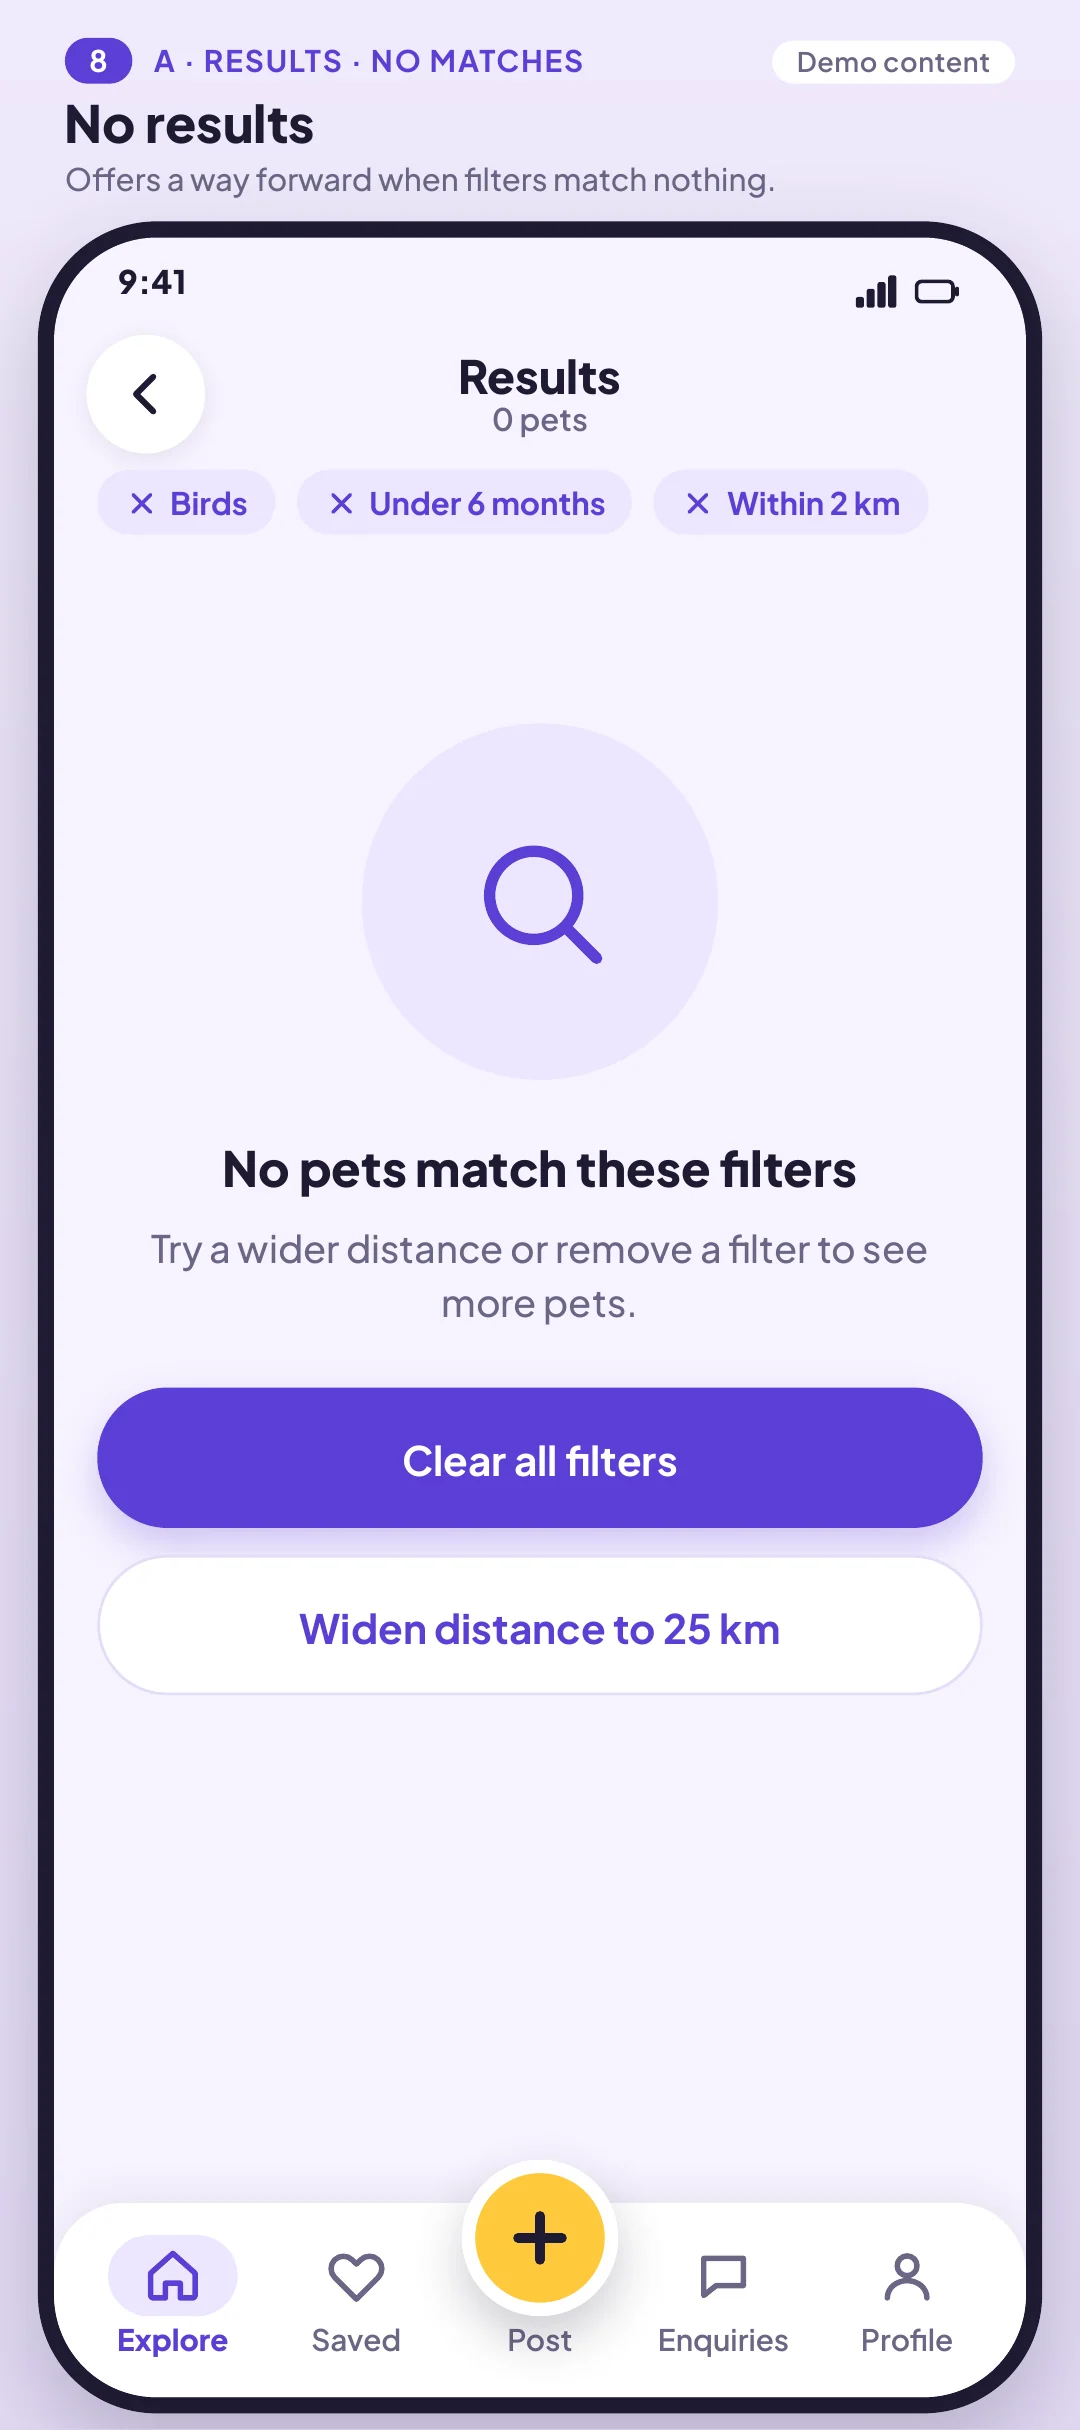 8 A · RESULTS · NO MATCHES Demo content
No results
Offers a way forward when filters match nothing.
9:41
Results
0 pets
Birds Under 6 months Within 2 km
No pets match these filters
Try a wider distance or remove a filter to see
more pets.
Clear all filters
Widen distance to 25 km
Explore Saved Post Enquiries Profile